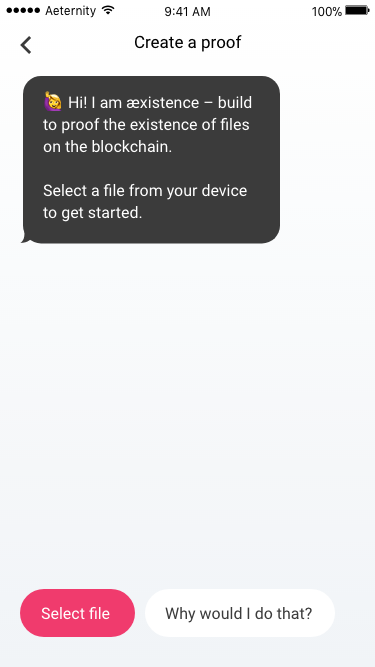 Aeternity 9:41 AM 100%
Create a proof
🙋 Hi! I am æxistence – build
to proof the existence of files
on the blockchain.
Select a file from your device
to get started.
Select file Why would I do that?